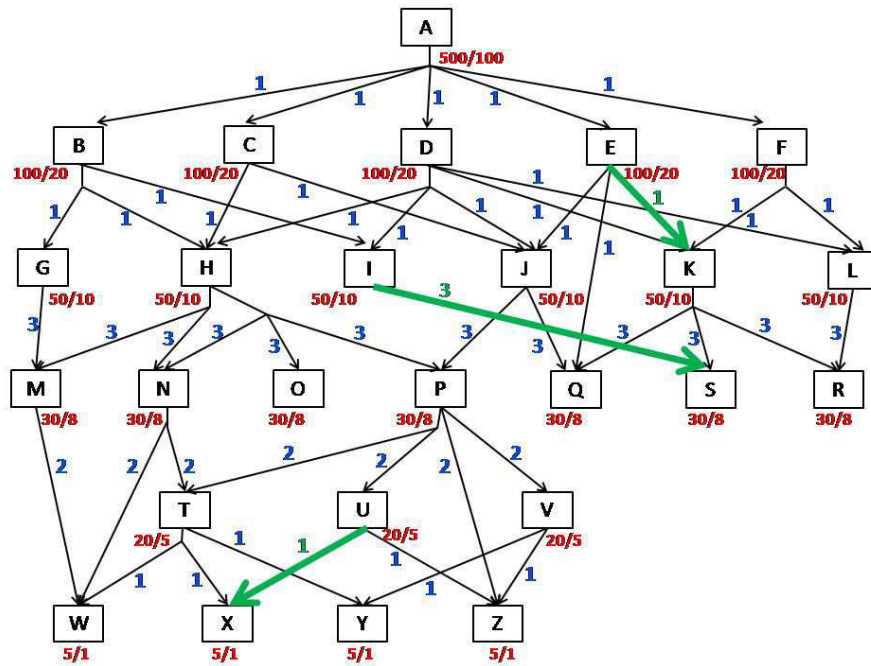 A
500/100
1 1 1 1 1
B C D E F
100/20 100/20 100/20 100/20 100/20
1 1
1 1 1 1 1 1 1 1 1 1 1 1
G H I J K L
50/10 50/10 50/10 50/10 50/10 50/10
3
3 3 3 3 3 3 3 3 3 3
M N O P Q S R
30/8 30/8 30/8 30/8 30/8 30/8 30/8
2 2 2 2 2 2 2
T U V
20/5 20/5 20/5
1
1 1 1 1 1 1
W X Y Z
5/1 5/1 5/1 5/1